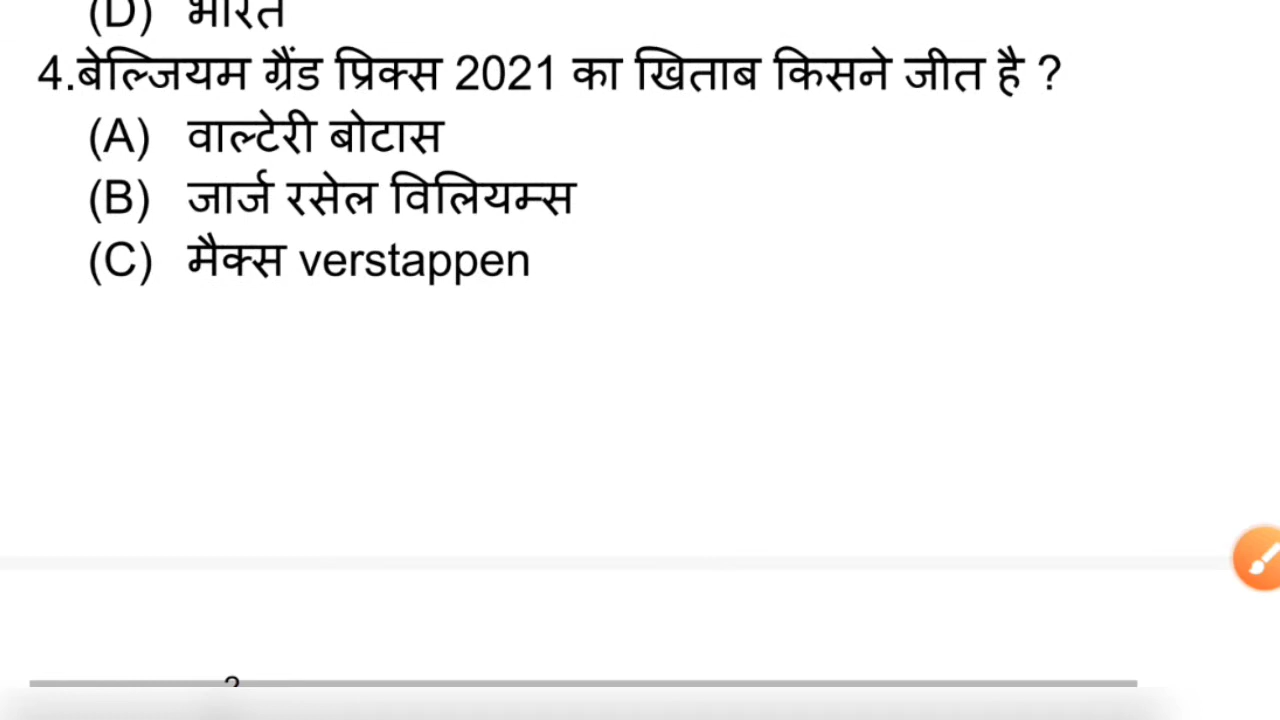 (D) भारत
4.बेल्जियम ग्रैंड प्रिक्स 2021 का खिताब किसने जीत है ?
(A) वाल्टेरी बोटास
(B) जार्ज रसेल विलियम्स
(C) मैक्स verstappen